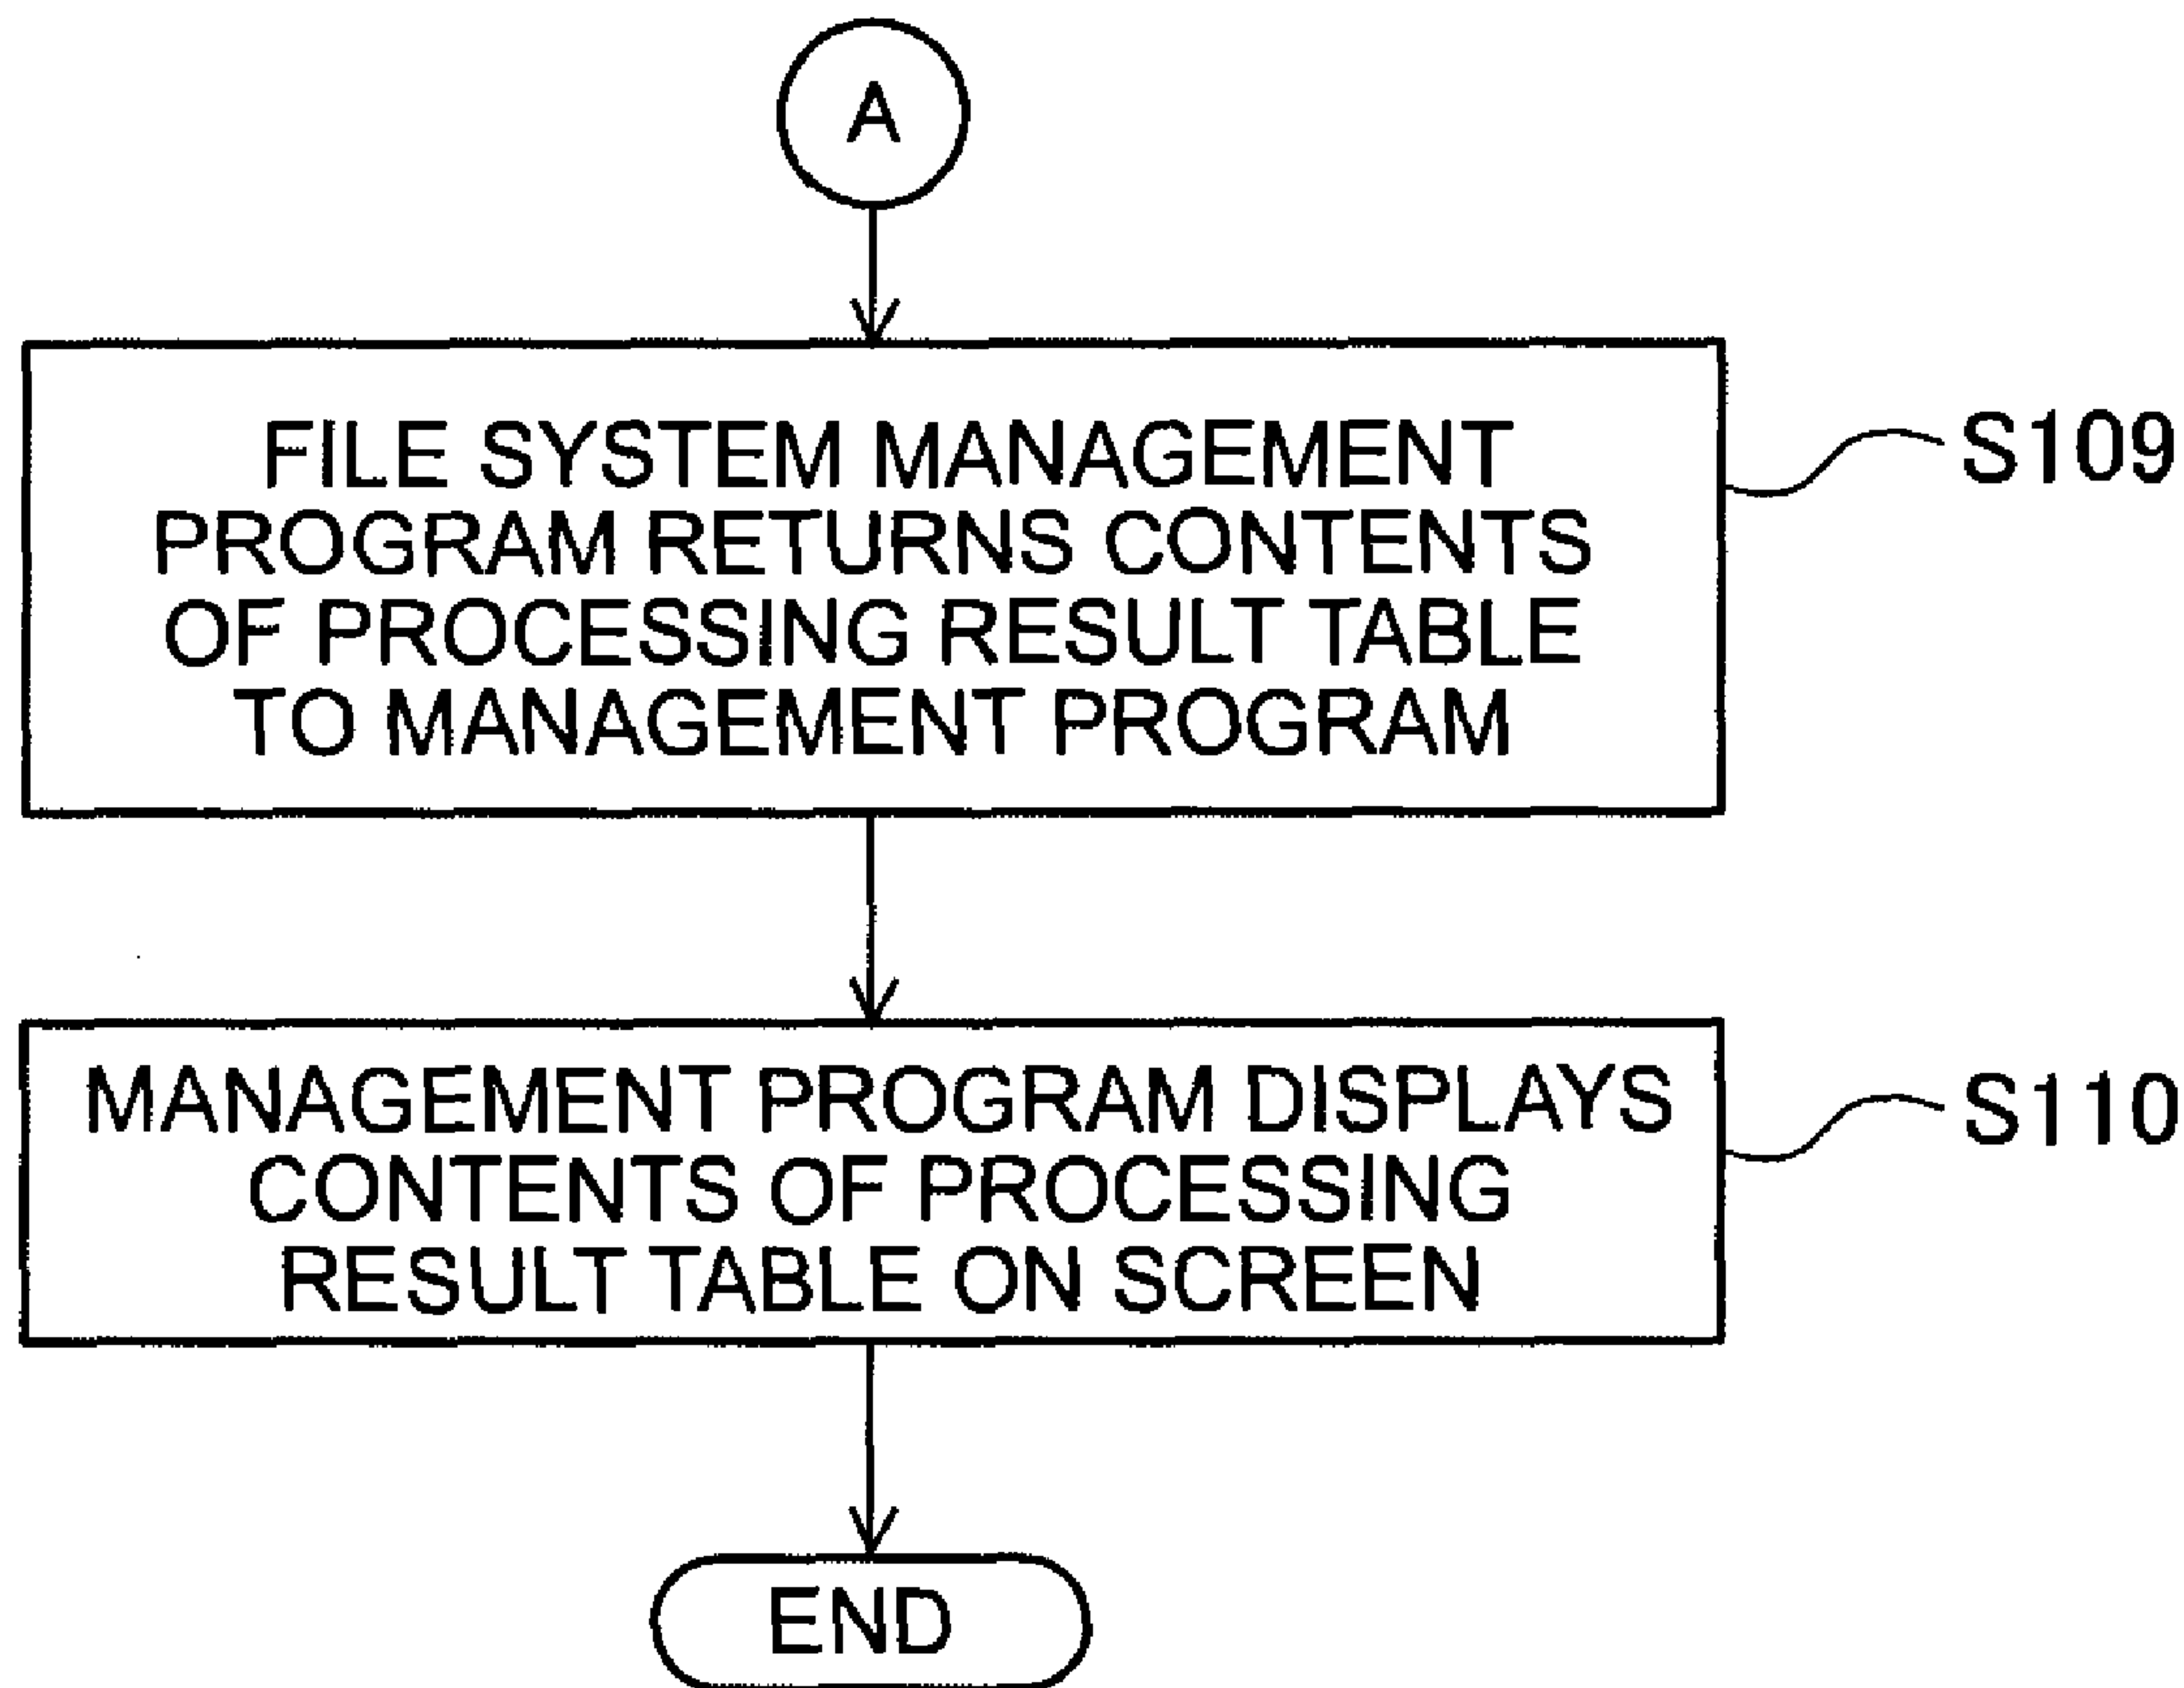 A
FILE SYSTEM MANAGEMENT
PROGRAM RETURNS CONTENTS
OF PROCESSING RESULT TABLE
TO MANAGEMENT PROGRAM
S109
MANAGEMENT PROGRAM DISPLAYS
CONTENTS OF PROCESSING
RESULT TABLE ON SCREEN
S110
END